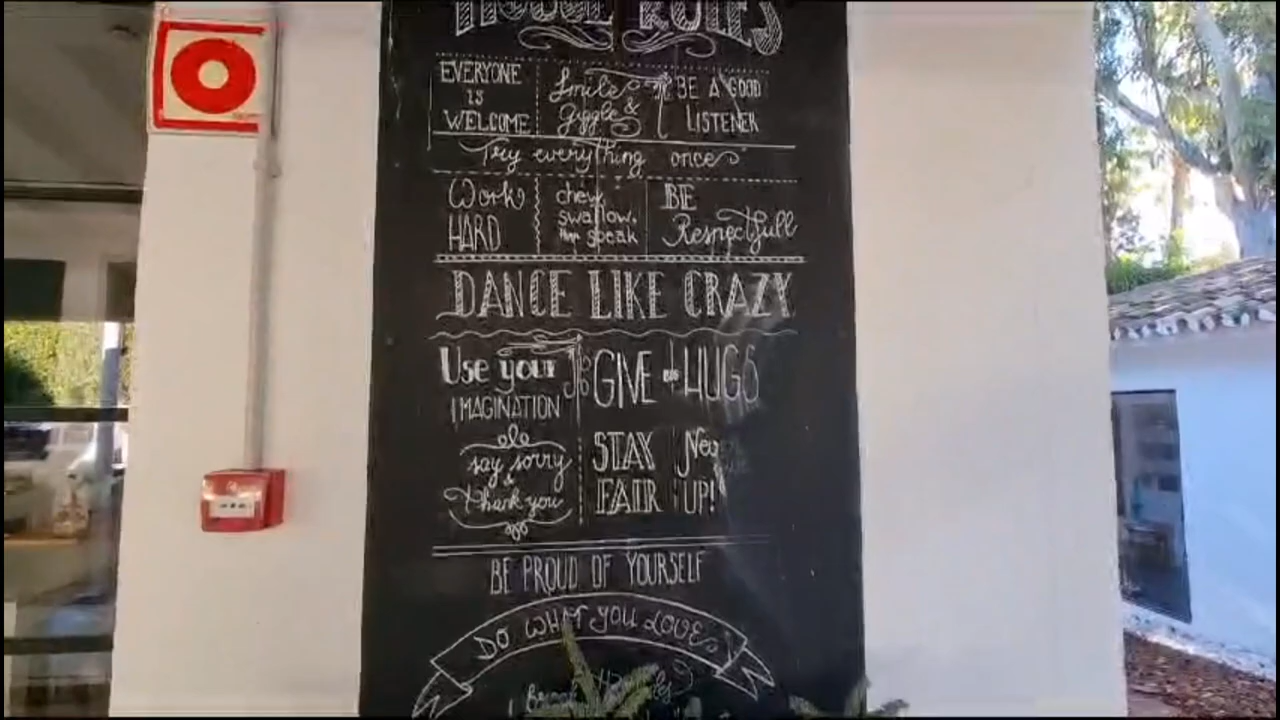 HOUSE RULES
EVERYONE
IS
WELCOME
Smile
&
Giggle
BE A GOOD
LISTENER
Try everything once
Work
HARD
chew,
swallow,
then speak
BE
Respectfull
DANCE LIKE CRAZY
Use your
IMAGINATION
GIVE HUGS
say sorry
&
Thank you
STAY
FAIR
UP!
BE PROUD OF YOURSELF
DO WHAT YOU LOVE